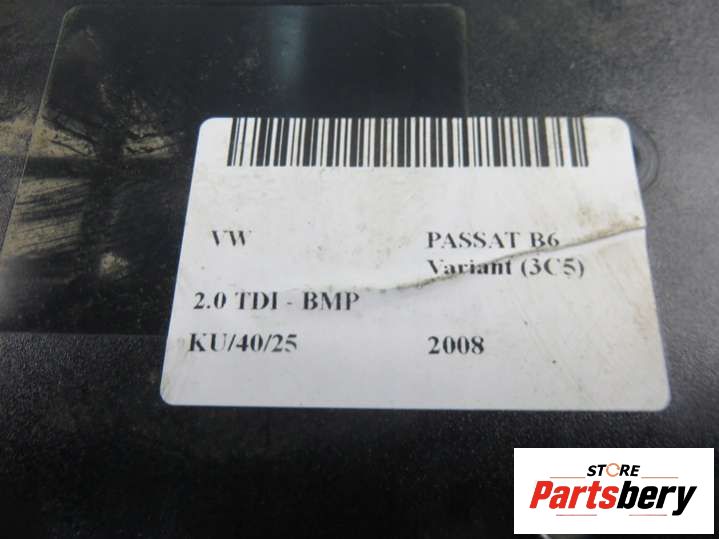 VW
PASSAT B6
Variant (3C5)
2.0 TDI - BMP
KU/40/25
2008
STORE
Partsbery